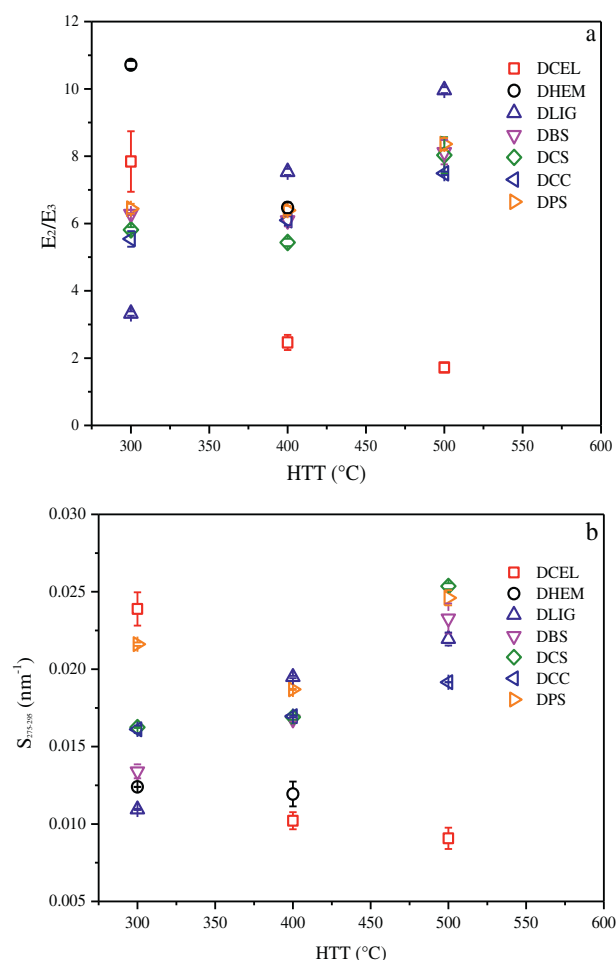 a
12
10
8
6
4
2
0
E₂/E₃
DCEL
DHEM
DLIG
DBS
DCS
DCC
DPS
300 350 400 450 500 550 600
HTT (°C)
b
0.030
0.025
0.020
0.015
0.010
0.005
S₂₇₅₋₂₉₅ (nm⁻¹)
DCEL
DHEM
DLIG
DBS
DCS
DCC
DPS
300 350 400 450 500 550 600
HTT (°C)